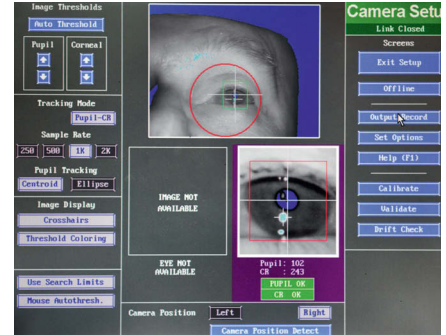 Image Thresholds
Auto Threshold
Pupil Corneal
Tracking Mode
Pupil-CR
Sample Rate
250 500 1K 2K
Pupil Tracking
Centroid Ellipse
Image Display
Crosshairs
Threshold Coloring
Use Search Limits
Mouse Autothresh.
IMAGE NOT
AVAILABLE
EYE NOT
AVAILABLE
Pupil: 102
CR : 243
PUPIL OK
CR OK
Camera Position Left Right
Camera Position Detect
Camera Setu
Link Closed
Screens
Exit Setup
Offline
Output/Record
Set Options
Help (F1)
Calibrate
Validate
Drift Check